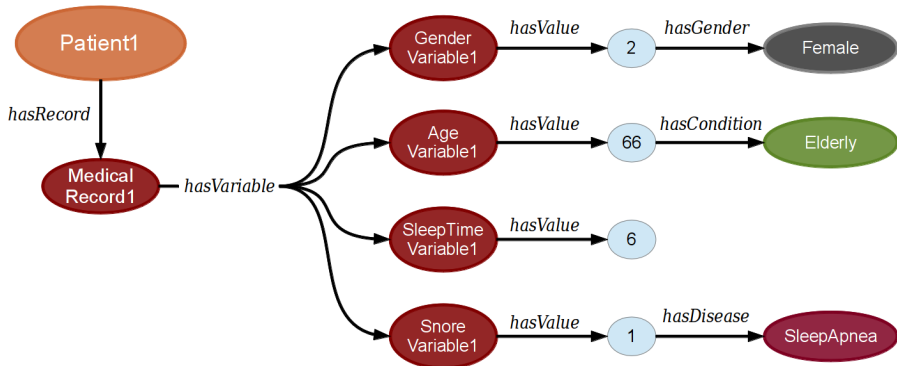 Patient1
hasRecord
Medical
Record1
hasVariable
Gender
Variable1
hasValue
2
hasGender
Female
Age
Variable1
hasValue
66
hasCondition
Elderly
SleepTime
Variable1
hasValue
6
Snore
Variable1
hasValue
1
hasDisease
SleepApnea